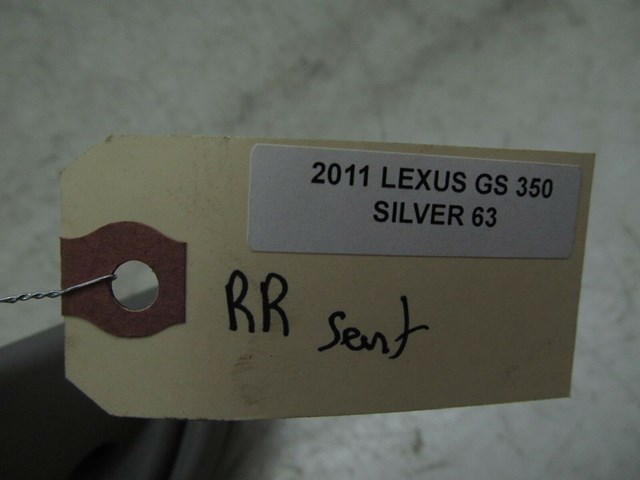 2011 LEXUS GS 350
SILVER 63
RR Seat